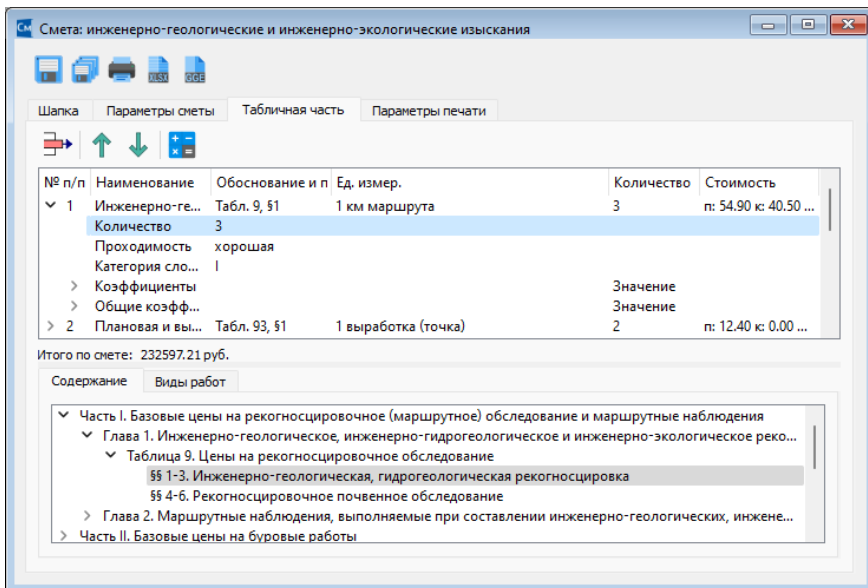 См Смета: инженерно-геологические и инженерно-экологические изыскания
XLSX GGE
Шапка Параметры сметы Табличная часть Параметры печати
№ п/п Наименование Обоснование и п Ед. измер. Количество Стоимость
1 Инженерно-ге... Табл. 9, §1 1 км маршрута 3 п: 54.90 к: 40.50 ...
Количество 3
Проходимость хорошая
Категория сло... I
Коэффициенты Значение
Общие коэфф... Значение
2 Плановая и вы... Табл. 93, §1 1 выработка (точка) 2 п: 12.40 к: 0.00 ...
Итого по смете: 232597.21 руб.
Содержание Виды работ
Часть I. Базовые цены на рекогносцировочное (маршрутное) обследование и маршрутные наблюдения
Глава 1. Инженерно-геологическое, инженерно-гидрогеологическое и инженерно-экологическое реко...
Таблица 9. Цены на рекогносцировочное обследование
§§ 1-3. Инженерно-геологическая, гидрогеологическая рекогносцировка
§§ 4-6. Рекогносцировочное почвенное обследование
Глава 2. Маршрутные наблюдения, выполняемые при составлении инженерно-геологических, инжене...
Часть II. Базовые цены на буровые работы